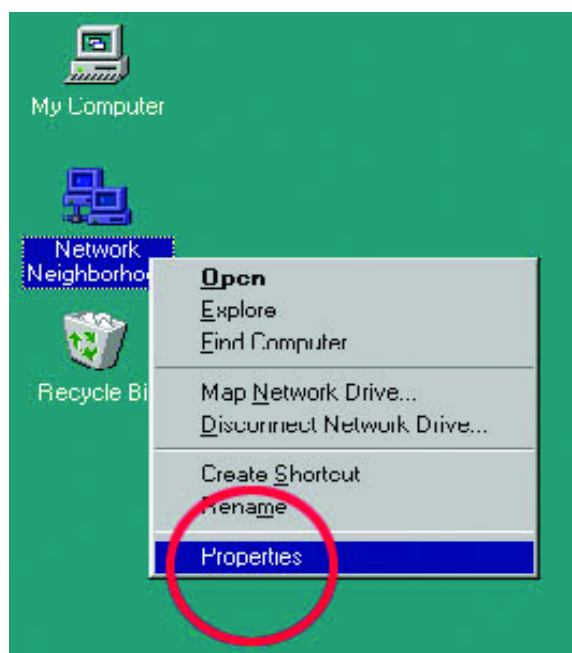 My Computer
Network
Neighborhoo
Recycle Bi
Open
Explore
Find Computer
Map Network Drive...
Disconnect Network Drive...
Create Shortcut
Rename
Properties